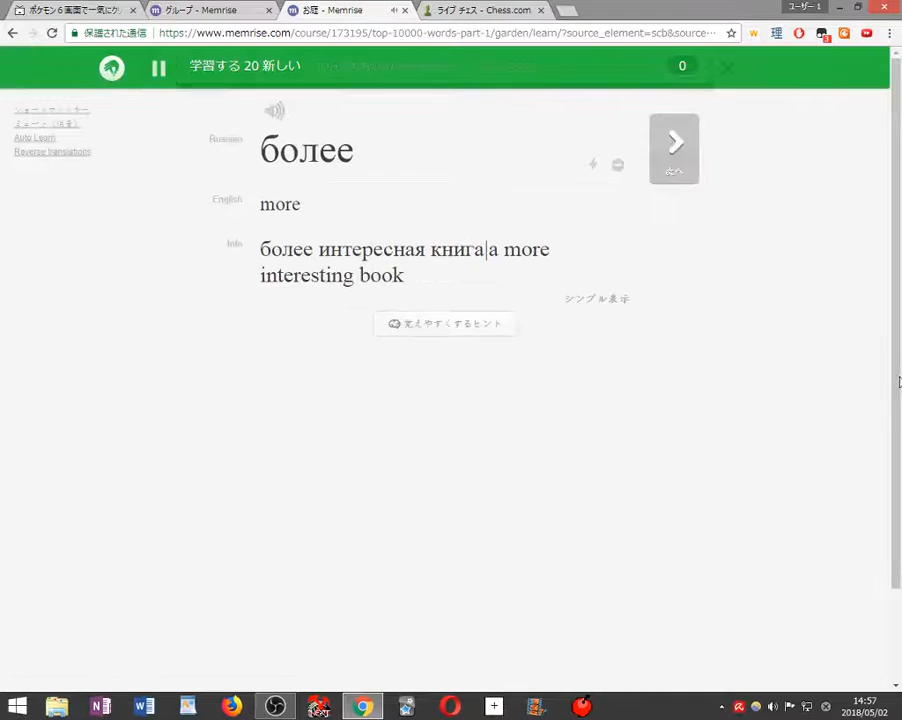 ポケモン６画面で一気にクリ
グループ - Memrise
お庭 - Memrise
ライブ チェス - Chess.com
ユーザー 1
保護された通信
https://www.memrise.com/course/173195/top-10000-words-part-1/garden/learn/?source_element=scb&source…
学習する 20 新しい
0
Auto Learn
Reverse translations
Russian
более
次へ
English
more
Info
более интересная книга|a more
interesting book
シンプル表示
覚えやすくするヒント
14:57
2018/05/02